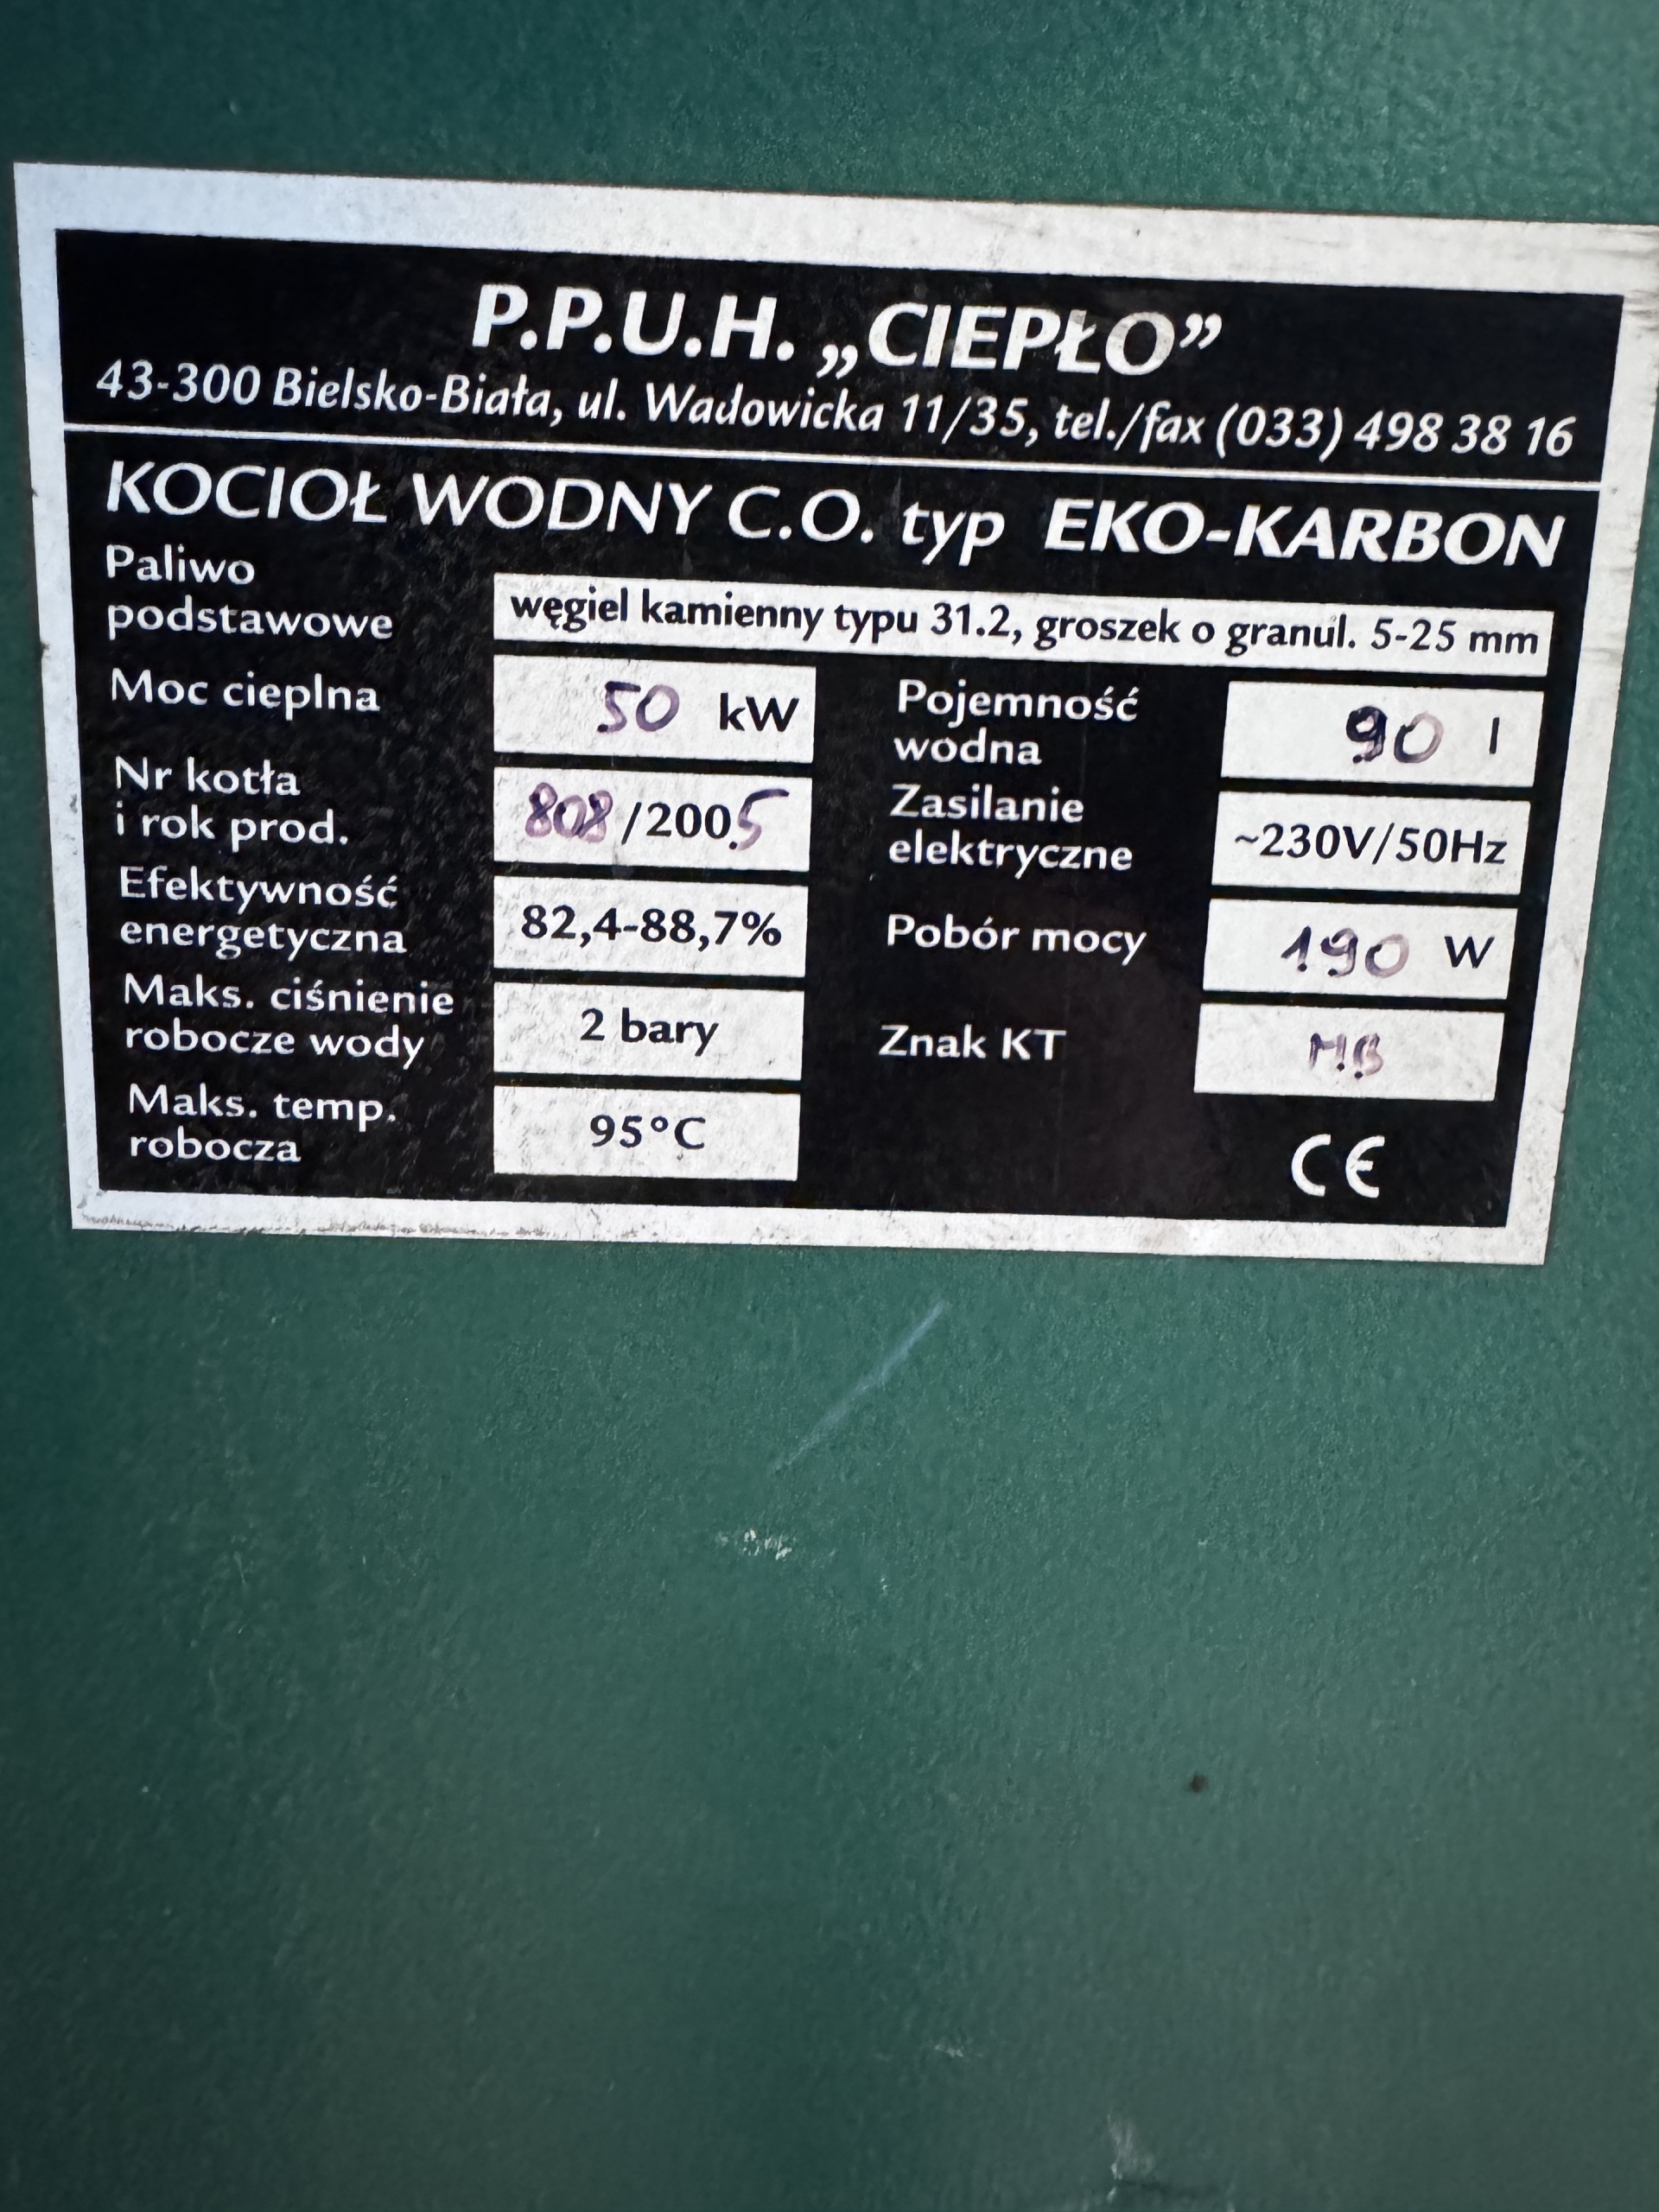 P.P.U.H. „CIEPŁO”
43-300 Bielsko-Biała, ul. Wadowicka 11/35, tel./fax (033) 498 38 16
KOCIOŁ WODNY C.O. typ EKO-KARBON
Paliwo
podstawowe
węgiel kamienny typu 31.2, groszek o granul. 5-25 mm
Moc cieplna
50 kW
Nr kotła
i rok prod.
808/2005
Efektywność
energetyczna
82,4-88,7%
Maks. ciśnienie
robocze wody
2 bary
Maks. temp.
robocza
95°C
Pojemność
wodna
90 l
Zasilanie
elektryczne
~230V/50Hz
Pobór mocy
190 W
Znak KT
CE